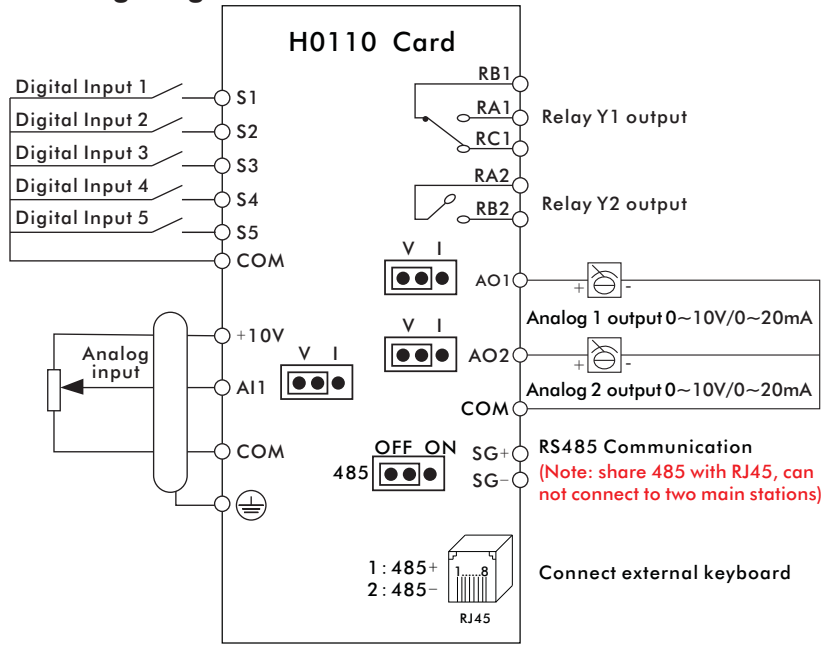 H0110 Card
Digital Input 1
S1
Digital Input 2
S2
Digital Input 3
S3
Digital Input 4
S4
Digital Input 5
S5
COM
RB1
RA1
RC1
Relay Y1 output
RA2
RB2
Relay Y2 output
V I
AO1
+ -
Analog 1 output 0~10V/0~20mA
V I
AO2
+ -
Analog 2 output 0~10V/0~20mA
COM
+10V
Analog
input
V I
AI1
COM
OFF ON
485
SG+
SG-
RS485 Communication
(Note: share 485 with RJ45, can
not connect to two main stations)
1:485+
2:485-
1.....8
RJ45
Connect external keyboard